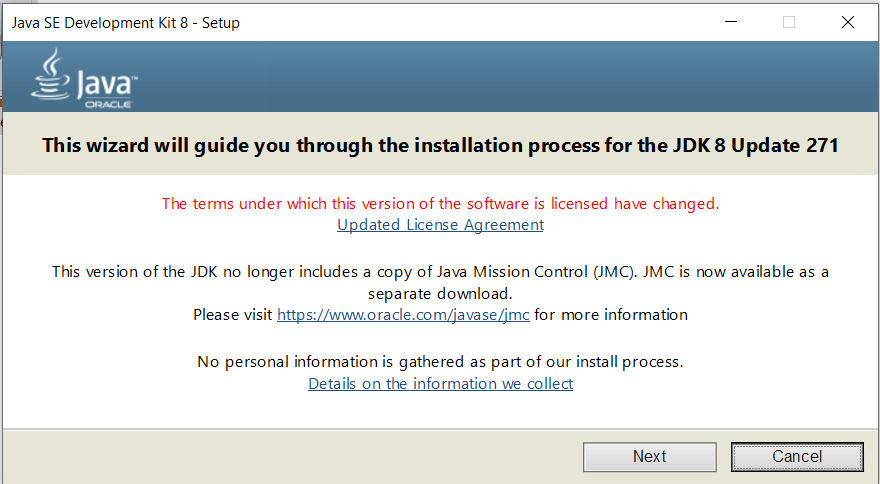 Java SE Development Kit 8 - Setup
Java™
ORACLE
This wizard will guide you through the installation process for the JDK 8 Update 271
The terms under which this version of the software is licensed have changed.
Updated License Agreement
This version of the JDK no longer includes a copy of Java Mission Control (JMC). JMC is now available as a
separate download.
Please visit https://www.oracle.com/javase/jmc for more information
No personal information is gathered as part of our install process.
Details on the information we collect
Next
Cancel